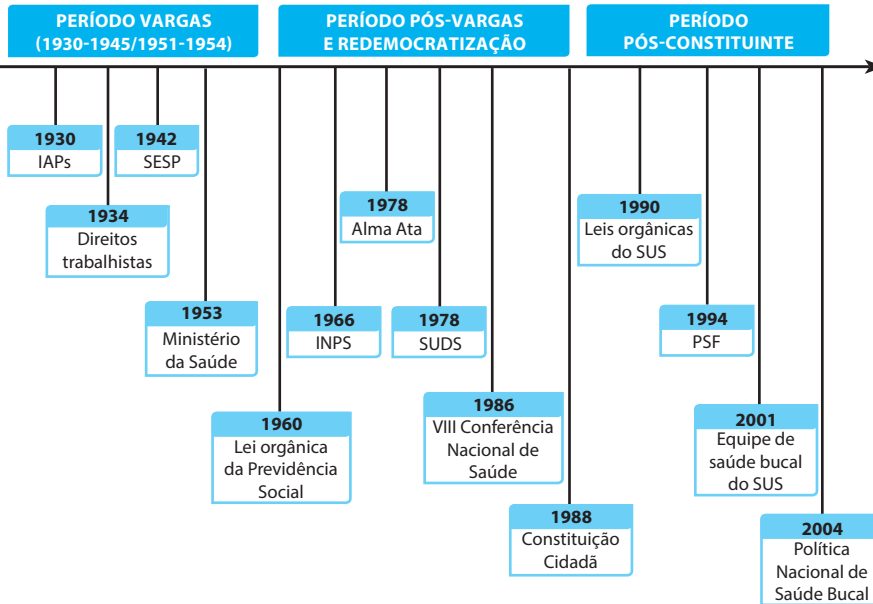 PERÍODO VARGAS
(1930-1945/1951-1954)
PERÍODO PÓS-VARGAS
E REDEMOCRATIZAÇÃO
PERÍODO
PÓS-CONSTITUINTE
1930
IAPs
1934
Direitos
trabalhistas
1942
SESP
1953
Ministério
da Saúde
1960
Lei orgânica
da Previdência
Social
1966
INPS
1978
Alma Ata
1978
SUDS
1986
VIII Conferência
Nacional de
Saúde
1988
Constituição
Cidadã
1990
Leis orgânicas
do SUS
1994
PSF
2001
Equipe de
saúde bucal
do SUS
2004
Política
Nacional de
Saúde Bucal